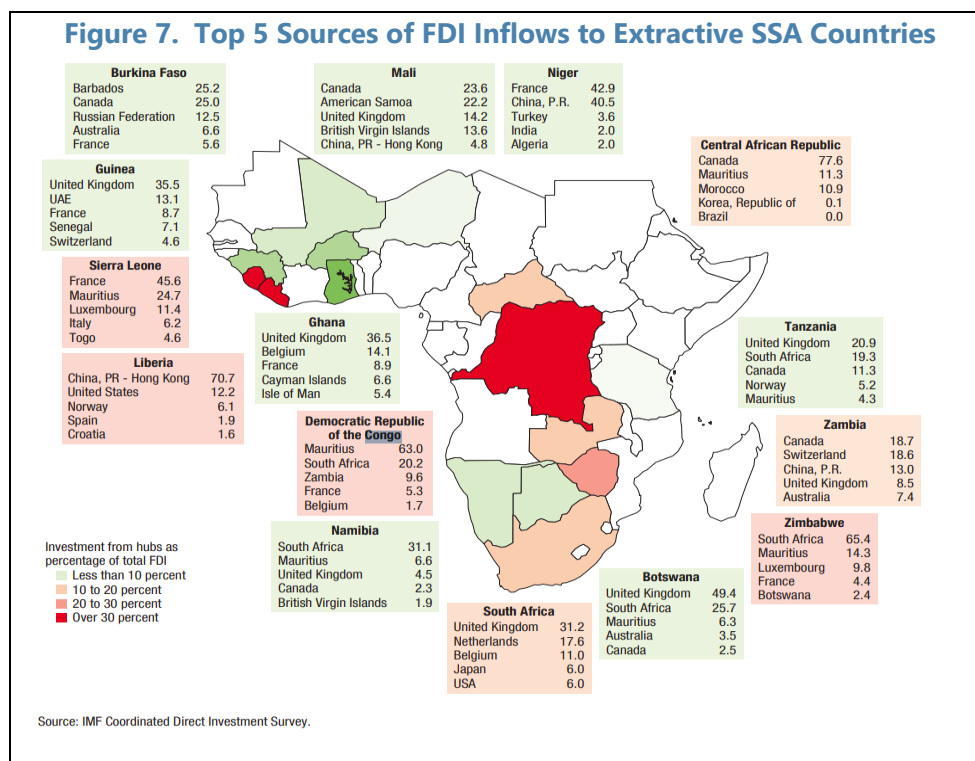 Figure 7. Top 5 Sources of FDI Inflows to Extractive SSA Countries
Burkina Faso
Barbados 25.2
Canada 25.0
Russian Federation 12.5
Australia 6.6
France 5.6
Mali
Canada 23.6
American Samoa 22.2
United Kingdom 14.2
British Virgin Islands 13.6
China, PR - Hong Kong 4.8
Niger
France 42.9
China, P.R. 40.5
Turkey 3.6
India 2.0
Algeria 2.0
Central African Republic
Canada 77.6
Mauritius 11.3
Morocco 10.9
Korea, Republic of 0.1
Brazil 0.0
Guinea
United Kingdom 35.5
UAE 13.1
France 8.7
Senegal 7.1
Switzerland 4.6
Sierra Leone
France 45.6
Mauritius 24.7
Luxembourg 11.4
Italy 6.2
Togo 4.6
Liberia
China, PR - Hong Kong 70.7
United States 12.2
Norway 6.1
Spain 1.9
Croatia 1.6
Ghana
United Kingdom 36.5
Belgium 14.1
France 8.9
Cayman Islands 6.6
Isle of Man 5.4
Democratic Republic
of the Congo
Mauritius 63.0
South Africa 20.2
Zambia 9.6
France 5.3
Belgium 1.7
Namibia
South Africa 31.1
Mauritius 6.6
United Kingdom 4.5
Canada 2.3
British Virgin Islands 1.9
Tanzania
United Kingdom 20.9
South Africa 19.3
Canada 11.3
Norway 5.2
Mauritius 4.3
Zambia
Canada 18.7
Switzerland 18.6
China, P.R. 13.0
United Kingdom 8.5
Australia 7.4
Zimbabwe
South Africa 65.4
Mauritius 14.3
Luxembourg 9.8
France 4.4
Botswana 2.4
Botswana
United Kingdom 49.4
South Africa 25.7
Mauritius 6.3
Australia 3.5
Canada 2.5
South Africa
United Kingdom 31.2
Netherlands 17.6
Belgium 11.0
Japan 6.0
USA 6.0
Investment from hubs as
percentage of total FDI
Less than 10 percent
10 to 20 percent
20 to 30 percent
Over 30 percent
Source: IMF Coordinated Direct Investment Survey.